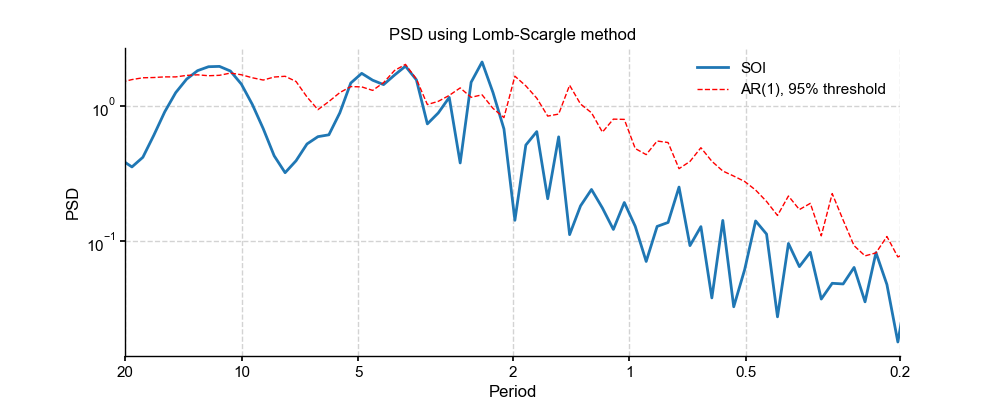 PSD using Lomb-Scargle method
SOI
AR(1), 95% threshold
PSD
10⁰
10⁻¹
20 10 5 2 1 0.5 0.2
Period